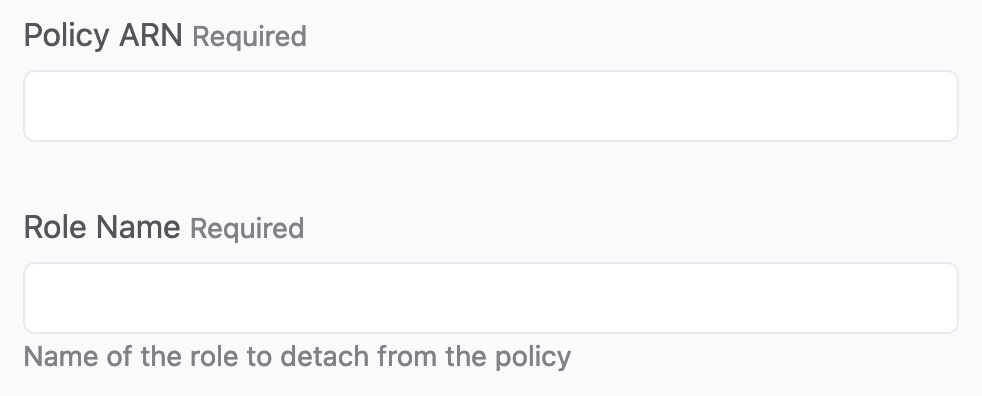 Policy ARN Required
Role Name Required
Name of the role to detach from the policy